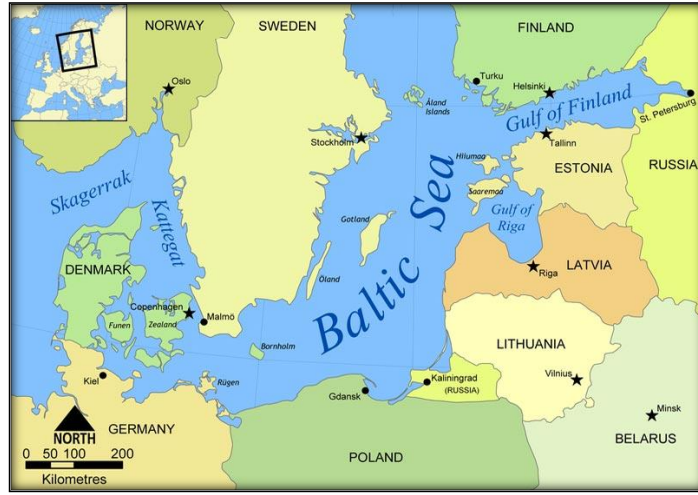 NORWAY
SWEDEN
FINLAND
Oslo
Turku
Helsinki
Åland
Islands
Gulf of Finland
St. Petersburg
Stockholm
Tallinn
RUSSIA
Hiiumaa
ESTONIA
Skagerrak
Kattegat
Saaremaa
Gulf of
Riga
Gotland
Baltic Sea
DENMARK
Öland
Riga
LATVIA
Copenhagen
Malmö
Funen
Zealand
Bornholm
LITHUANIA
Kiel
Rügen
Gdansk
Kaliningrad
(RUSSIA)
Vilnius
Minsk
NORTH
GERMANY
POLAND
BELARUS
0 50 100 200
Kilometres